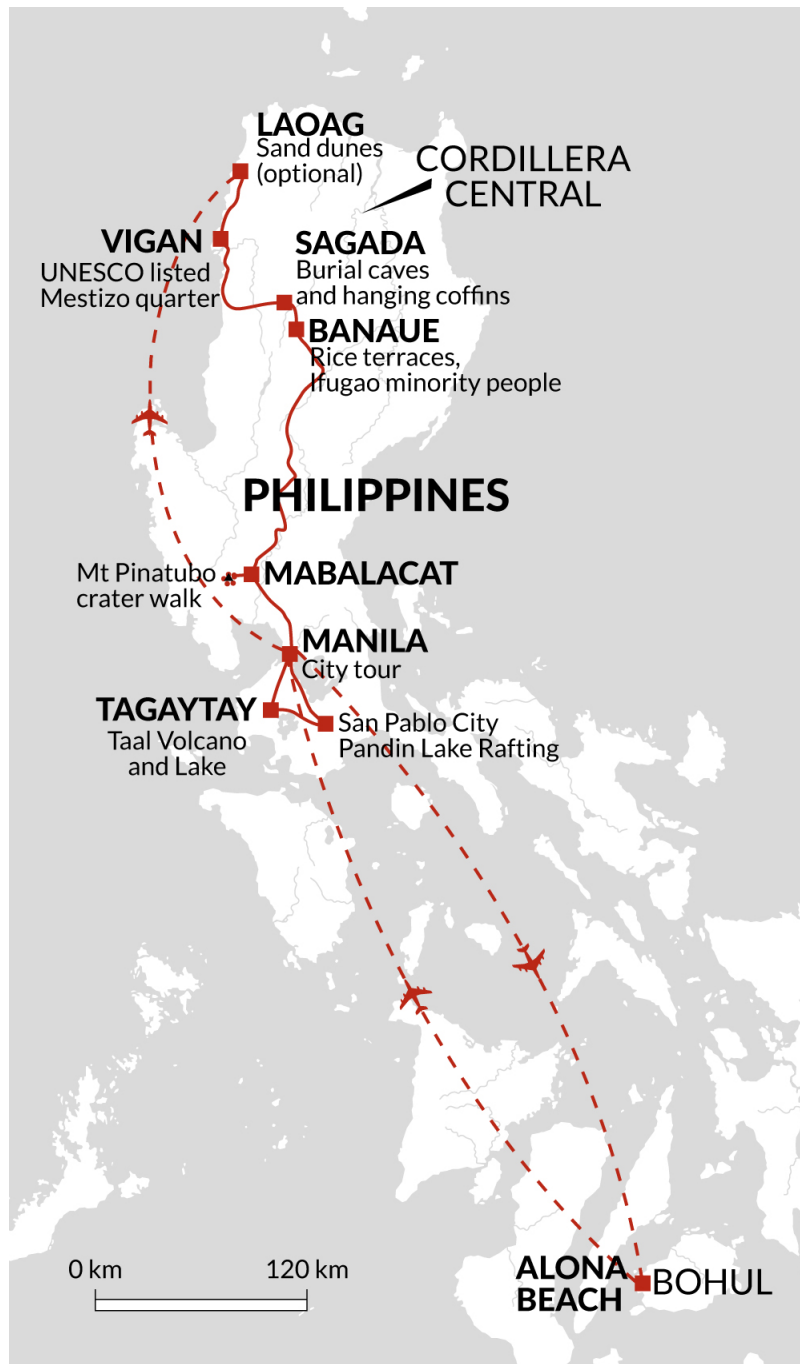 LAOAG
Sand dunes
(optional)
CORDILLERA
CENTRAL
VIGAN
UNESCO listed
Mestizo quarter
SAGADA
Burial caves
and hanging coffins
BANAUE
Rice terraces,
Ifugao minority people
PHILIPPINES
Mt Pinatubo
crater walk
MABALACAT
MANILA
City tour
TAGAYTAY
Taal Volcano
and Lake
San Pablo City
Pandin Lake Rafting
0 km
120 km
ALONA
BEACH
BOHUL